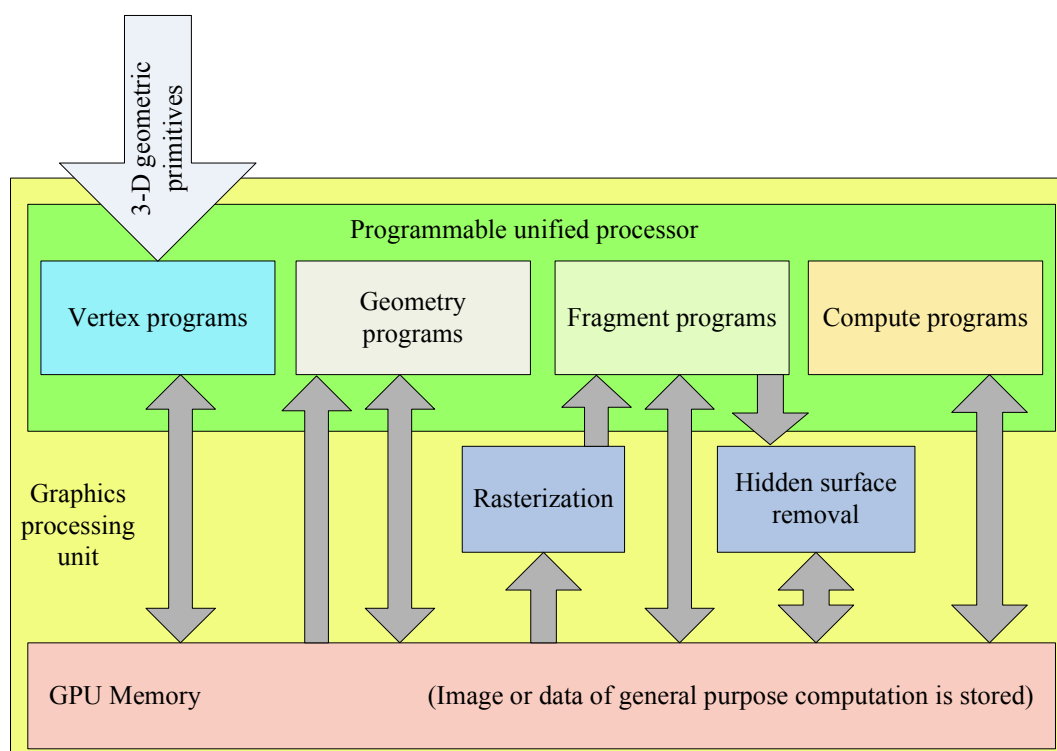 3-D geometric
primitives
Programmable unified processor
Vertex programs
Geometry
programs
Fragment programs
Compute programs
Graphics
processing
unit
Rasterization
Hidden surface
removal
GPU Memory
(Image or data of general purpose computation is stored)